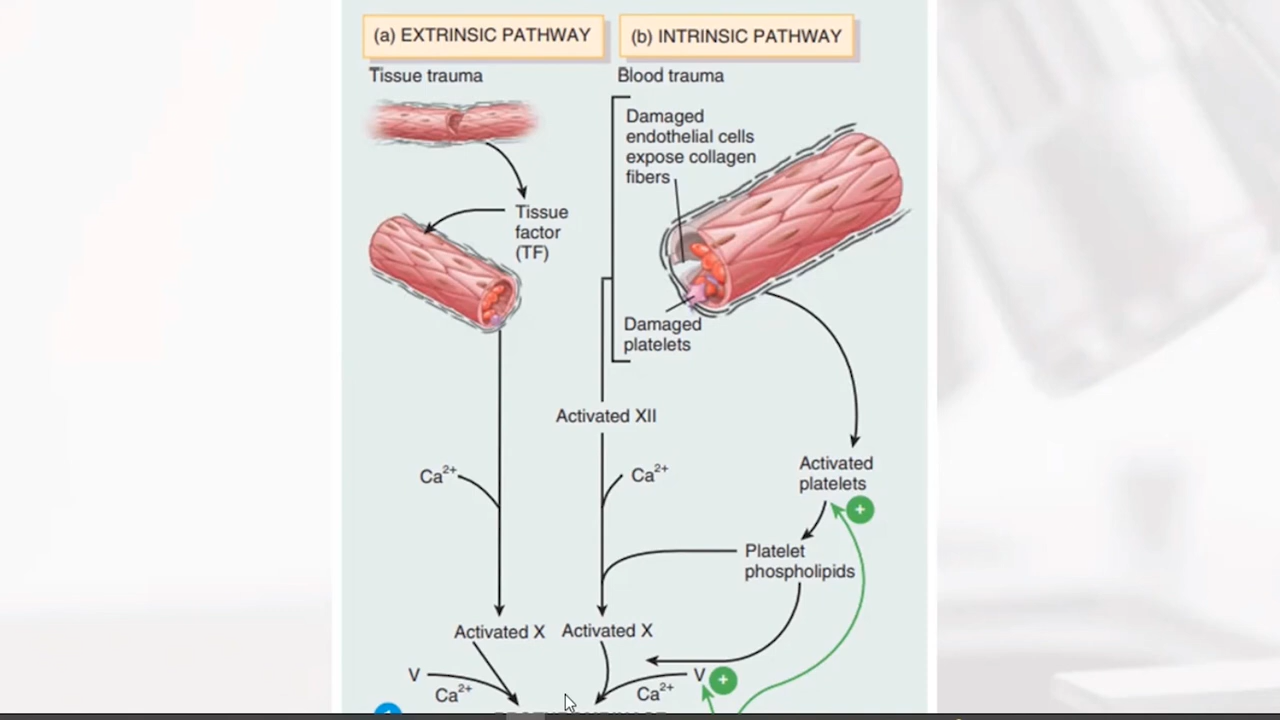 (a) EXTRINSIC PATHWAY
(b) INTRINSIC PATHWAY
Tissue trauma
Blood trauma
Damaged
endothelial cells
expose collagen
fibers
Tissue
factor
(TF)
Damaged
platelets
Activated XII
Ca2+
Ca2+
Activated
platelets
+
Platelet
phospholipids
Activated X
Activated X
V
Ca2+
Ca2+
V
+